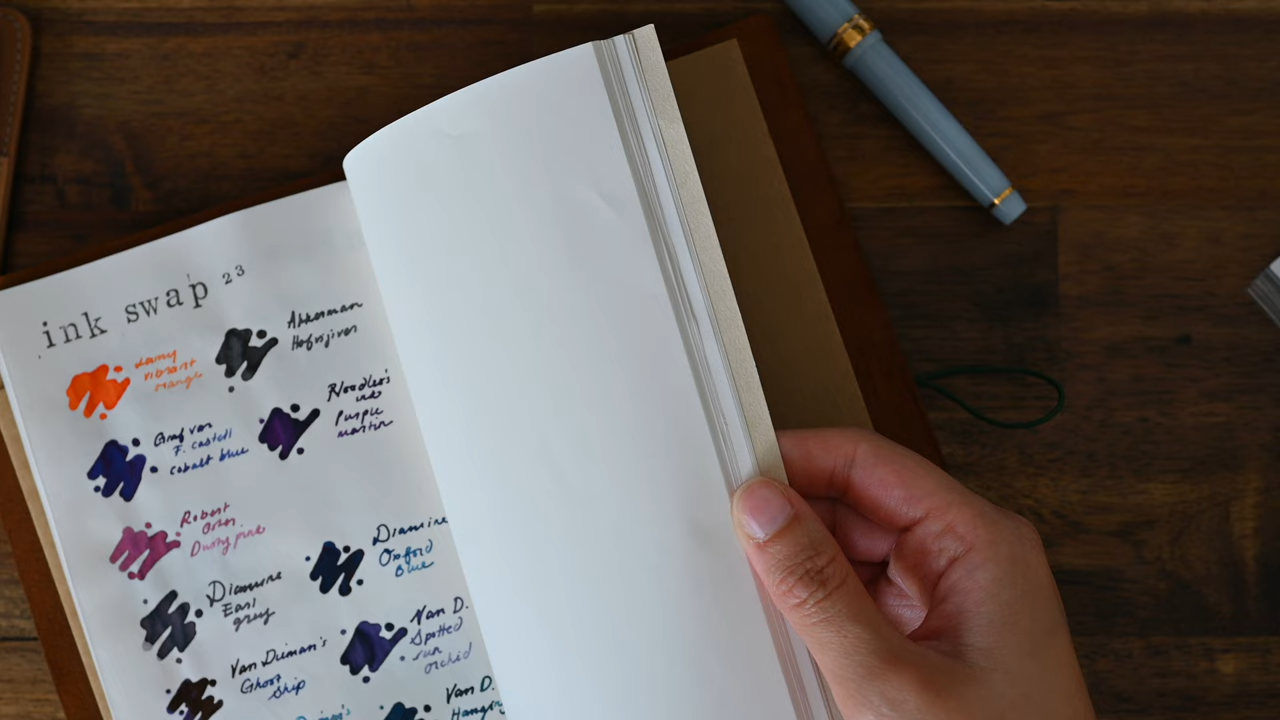 ink swap 23
Lamy
vibrant
orange
Akkerman
Hofvijver
Graf von
F. Castell
cobalt blue
Noodler's
ink
Purple
martin
Robert
Oster
Dusty pink
Diamine
Oxford
Blue
Diamine
Earl
grey
Van D.
Spotted
sun
orchid
Van Dieman's
Ghost
Ship
Van D.